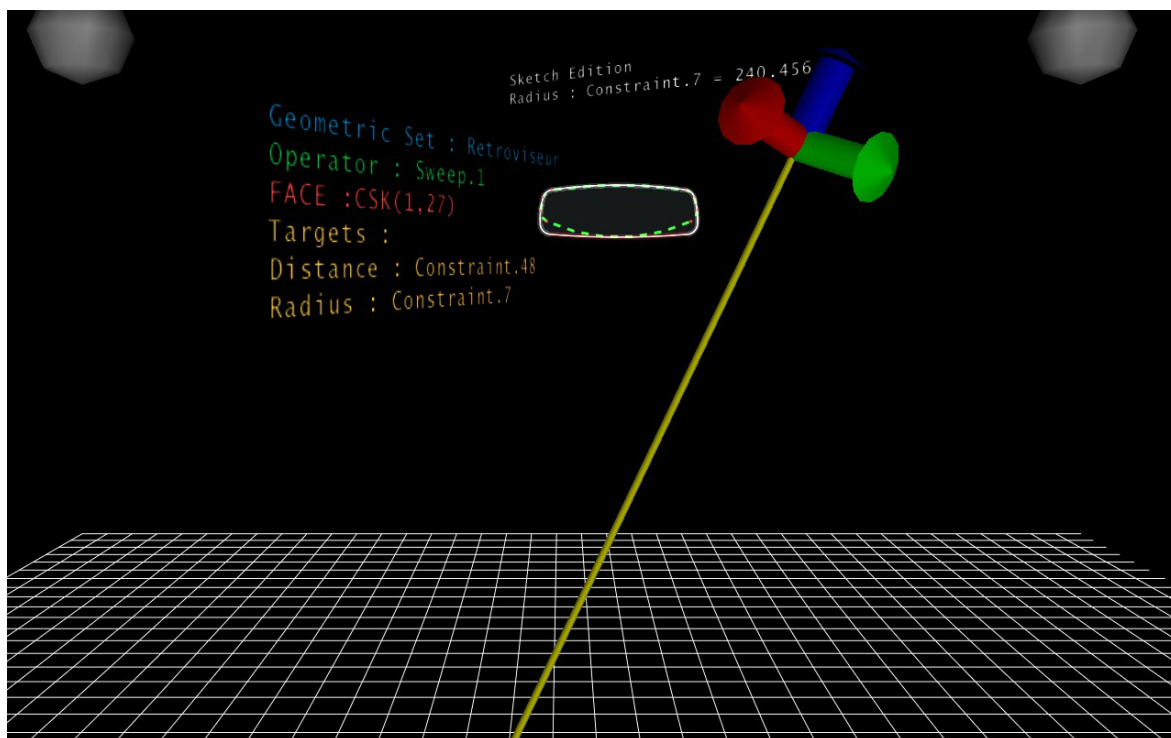 Sketch Edition
Radius : Constraint.7 = 240.456
Geometric Set : Retroviseur
Operator : Sweep.1
FACE :CSK(1,27)
Targets :
Distance : Constraint.48
Radius : Constraint.7